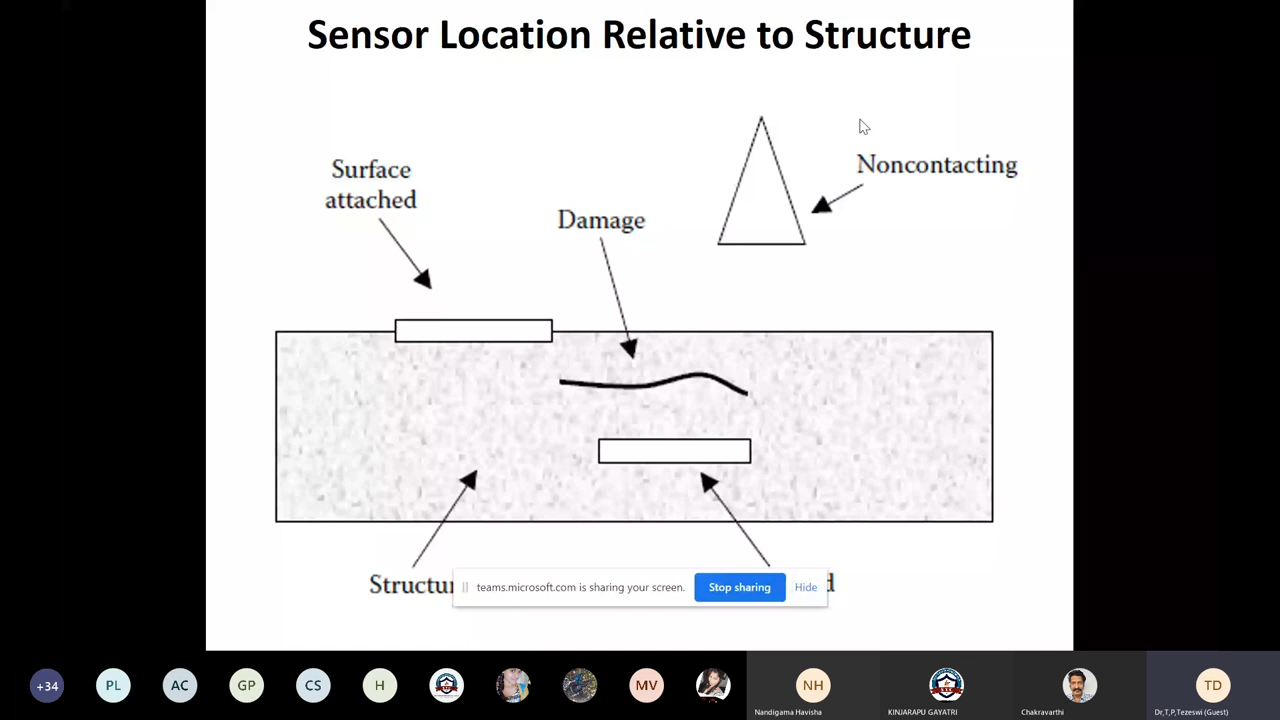 Sensor Location Relative to Structure
Surface
attached
Damage
Noncontacting
teams.microsoft.com is sharing your screen.
Stop sharing
Hide
+34
PL
AC
GP
CS
H
MV
NH
TD
Nandigama Havisha
KINJARAPU GAYATRI
Chakravarthi
Dr,T,P,Tezeswi (Guest)